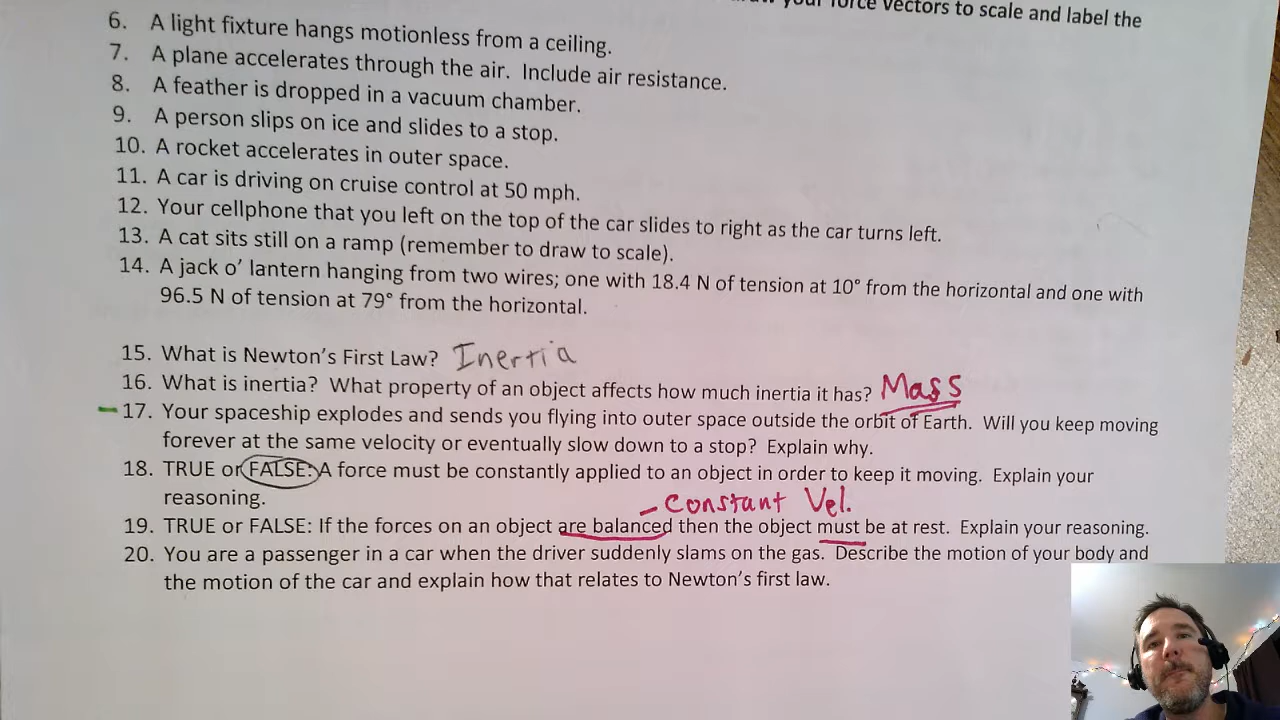 your force vectors to scale and label the
6. A light fixture hangs motionless from a ceiling.
7. A plane accelerates through the air. Include air resistance.
8. A feather is dropped in a vacuum chamber.
9. A person slips on ice and slides to a stop.
10. A rocket accelerates in outer space.
11. A car is driving on cruise control at 50 mph.
12. Your cellphone that you left on the top of the car slides to right as the car turns left.
13. A cat sits still on a ramp (remember to draw to scale).
14. A jack o' lantern hanging from two wires; one with 18.4 N of tension at 10° from the horizontal and one with
96.5 N of tension at 79° from the horizontal.
15. What is Newton's First Law? Inertia
16. What is inertia? What property of an object affects how much inertia it has? Mass
17. Your spaceship explodes and sends you flying into outer space outside the orbit of Earth. Will you keep moving
forever at the same velocity or eventually slow down to a stop? Explain why.
18. TRUE or FALSE: A force must be constantly applied to an object in order to keep it moving. Explain your
reasoning.
- Constant Vel.
19. TRUE or FALSE: If the forces on an object are balanced then the object must be at rest. Explain your reasoning.
20. You are a passenger in a car when the driver suddenly slams on the gas. Describe the motion of your body and
the motion of the car and explain how that relates to Newton's first law.